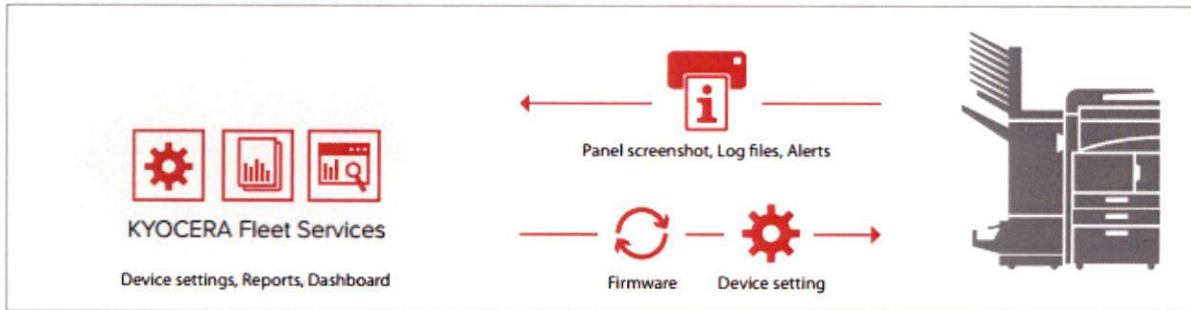 Panel screenshot, Log files, Alerts
KYOCERA Fleet Services
Device settings, Reports, Dashboard
Firmware
Device setting